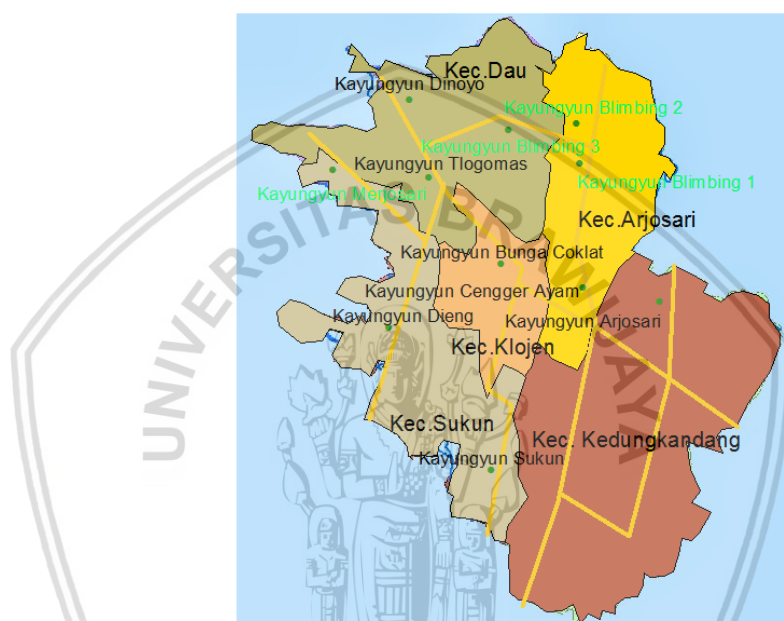 Kec.Dau
Kayungyun Dinoyo
Kayungyun Blimbing 2
Kayungyun Blimbing 3
Kayungyun Tlogomas
Kayungyun Blimbing 1
Kayungyun Merjosari
Kec.Arjosari
Kayungyun Bunga Coklat
Kayungyun Cengger Ayam
Kayungyun Dieng
Kayungyun Arjosari
Kec.Klojen
Kec.Sukun
Kec. Kedungkandang
Kayungyun Sukun
UNIVERSITAS BRAWIJAYA